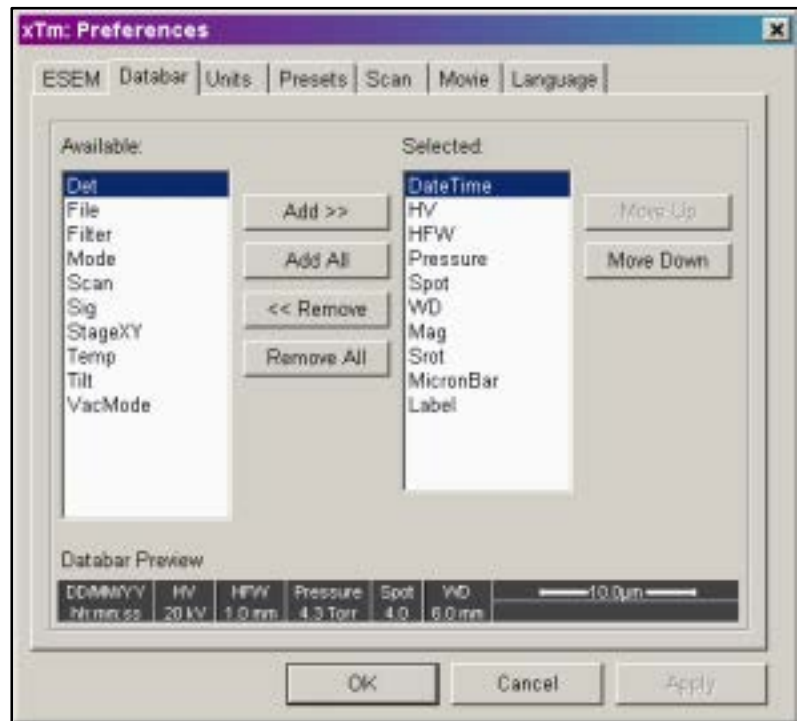 xTm: Preferences
ESEM Databar Units Presets Scan Movie Language
Available:
Det
File
Filter
Mode
Scan
Sig
StageXY
Temp
Tilt
VacMode
Add >>
Add All
<< Remove
Remove All
Selected:
DateTime
HV
HFW
Pressure
Spot
WD
Mag
Srot
MicronBar
Label
Move Up
Move Down
Databar Preview
DD/MM/YY HV HFW Pressure Spot WD 10.0µm
hh:mm:ss 20 kV 1.0 mm 4.3 Torr 4.0 6.0 mm
OK Cancel Apply